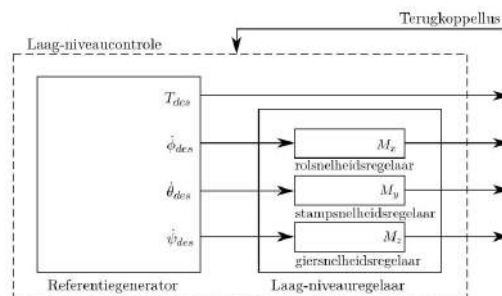 Terugkoppellus
Laag-niveaucontrole
T_des
ϕ̇_des
M_x
rolsnelheidsregelaar
θ̇_des
M_y
stampsnelheidsregelaar
ψ̇_des
M_z
giersnelheidsregelaar
Referentiegenerator
Laag-niveauregelaar